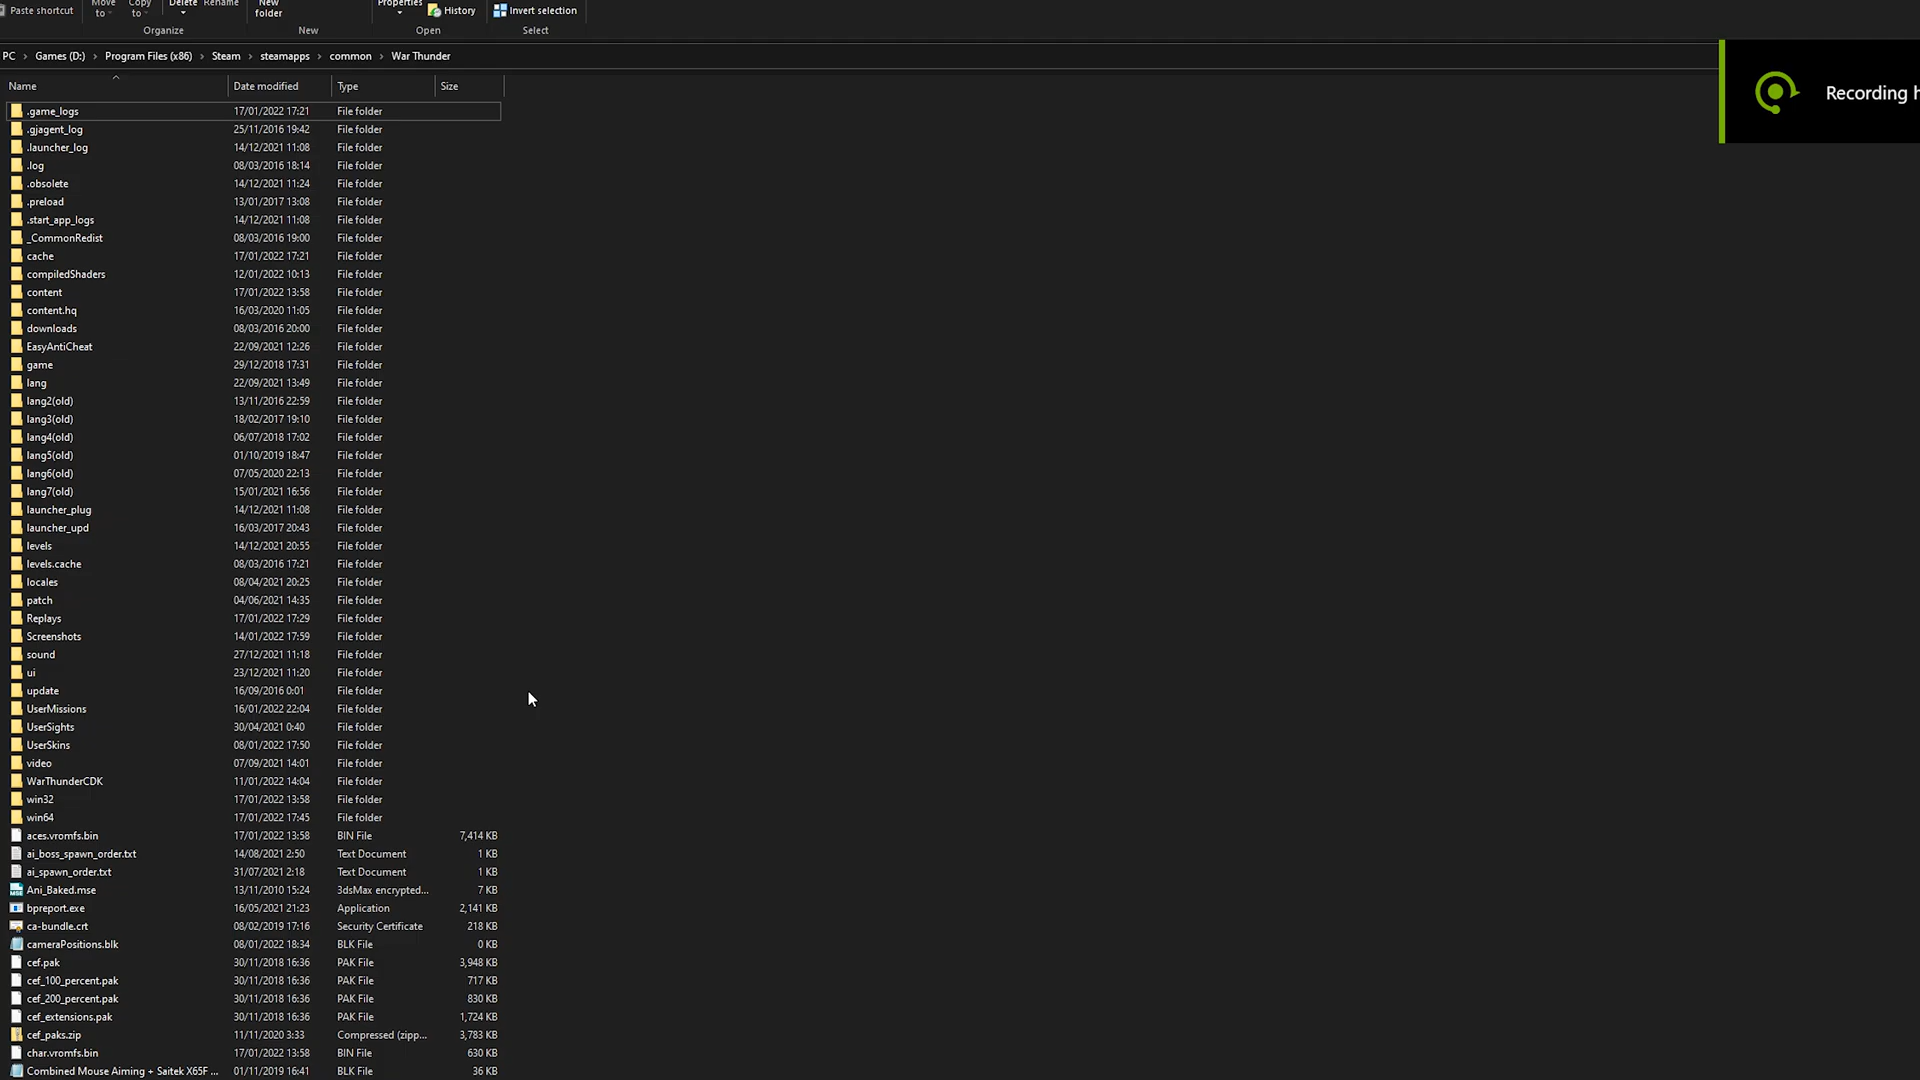 Paste shortcut
Move to
Copy to
Delete
Rename
New folder
Properties
History
Invert selection
Organize
New
Open
Select
PC > Games (D:) > Program Files (x86) > Steam > steamapps > common > War Thunder
Recording h
Name Date modified Type Size
.game_logs 17/01/2022 17:21 File folder
.gjagent_log 25/11/2016 19:42 File folder
.launcher_log 14/12/2021 11:08 File folder
.log 08/03/2016 18:14 File folder
.obsolete 14/12/2021 11:24 File folder
.preload 13/01/2017 13:08 File folder
.start_app_logs 14/12/2021 11:08 File folder
_CommonRedist 08/03/2016 19:00 File folder
cache 17/01/2022 17:21 File folder
compiledShaders 12/01/2022 10:13 File folder
content 17/01/2022 13:58 File folder
content.hq 16/03/2020 11:05 File folder
downloads 08/03/2016 20:00 File folder
EasyAntiCheat 22/09/2021 12:26 File folder
game 29/12/2018 17:31 File folder
lang 22/09/2021 13:49 File folder
lang2(old) 13/11/2016 22:59 File folder
lang3(old) 18/02/2017 19:10 File folder
lang4(old) 06/07/2018 17:02 File folder
lang5(old) 01/10/2019 18:47 File folder
lang6(old) 07/05/2020 22:13 File folder
lang7(old) 15/01/2021 16:56 File folder
launcher_plug 14/12/2021 11:08 File folder
launcher_upd 16/03/2017 20:43 File folder
levels 14/12/2021 20:55 File folder
levels.cache 08/03/2016 17:21 File folder
locales 08/04/2021 20:25 File folder
patch 04/06/2021 14:35 File folder
Replays 17/01/2022 17:29 File folder
Screenshots 14/01/2022 17:59 File folder
sound 27/12/2021 11:18 File folder
ui 23/12/2021 11:20 File folder
update 16/09/2016 0:01 File folder
UserMissions 16/01/2022 22:04 File folder
UserSights 30/04/2021 0:40 File folder
UserSkins 08/01/2022 17:50 File folder
video 07/09/2021 14:01 File folder
WarThunderCDK 11/01/2022 14:04 File folder
win32 17/01/2022 13:58 File folder
win64 17/01/2022 17:45 File folder
aces.vromfs.bin 17/01/2022 13:58 BIN File 7,414 KB
ai_boss_spawn_order.txt 14/08/2021 2:50 Text Document 1 KB
ai_spawn_order.txt 31/07/2021 2:18 Text Document 1 KB
Ani_Baked.mse 13/11/2010 15:24 3dsMax encrypted... 7 KB
bpreport.exe 16/05/2021 21:23 Application 2,141 KB
ca-bundle.crt 08/02/2019 17:16 Security Certificate 218 KB
cameraPositions.blk 08/01/2022 18:34 BLK File 0 KB
cef.pak 30/11/2018 16:36 PAK File 3,948 KB
cef_100_percent.pak 30/11/2018 16:36 PAK File 717 KB
cef_200_percent.pak 30/11/2018 16:36 PAK File 830 KB
cef_extensions.pak 30/11/2018 16:36 PAK File 1,724 KB
cef_paks.zip 11/11/2020 3:33 Compressed (zipp... 3,783 KB
char.vromfs.bin 17/01/2022 13:58 BIN File 630 KB
Combined Mouse Aiming + Saitek X65F ... 01/11/2019 16:41 BLK File 36 KB